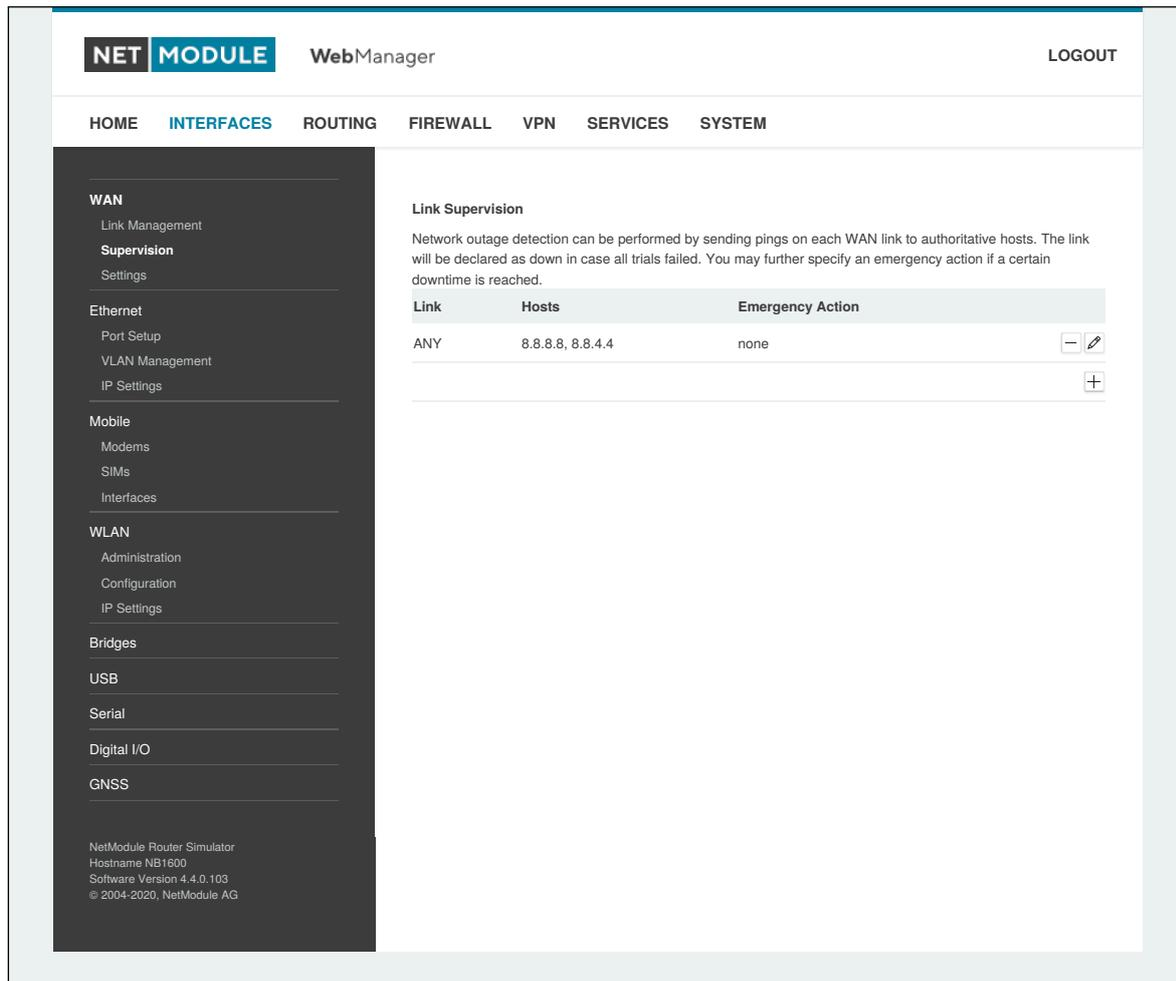 NET MODULE WebManager LOGOUT
HOME INTERFACES ROUTING FIREWALL VPN SERVICES SYSTEM
WAN
Link Management
Supervision
Settings
Ethernet
Port Setup
VLAN Management
IP Settings
Mobile
Modems
SIMs
Interfaces
WLAN
Administration
Configuration
IP Settings
Bridges
USB
Serial
Digital I/O
GNSS
NetModule Router Simulator
Hostname NB1600
Software Version 4.4.0.103
© 2004-2020, NetModule AG
Link Supervision
Network outage detection can be performed by sending pings on each WAN link to authoritative hosts. The link
will be declared as down in case all trials failed. You may further specify an emergency action if a certain
downtime is reached.
Link Hosts Emergency Action
ANY 8.8.8.8, 8.8.4.4 none